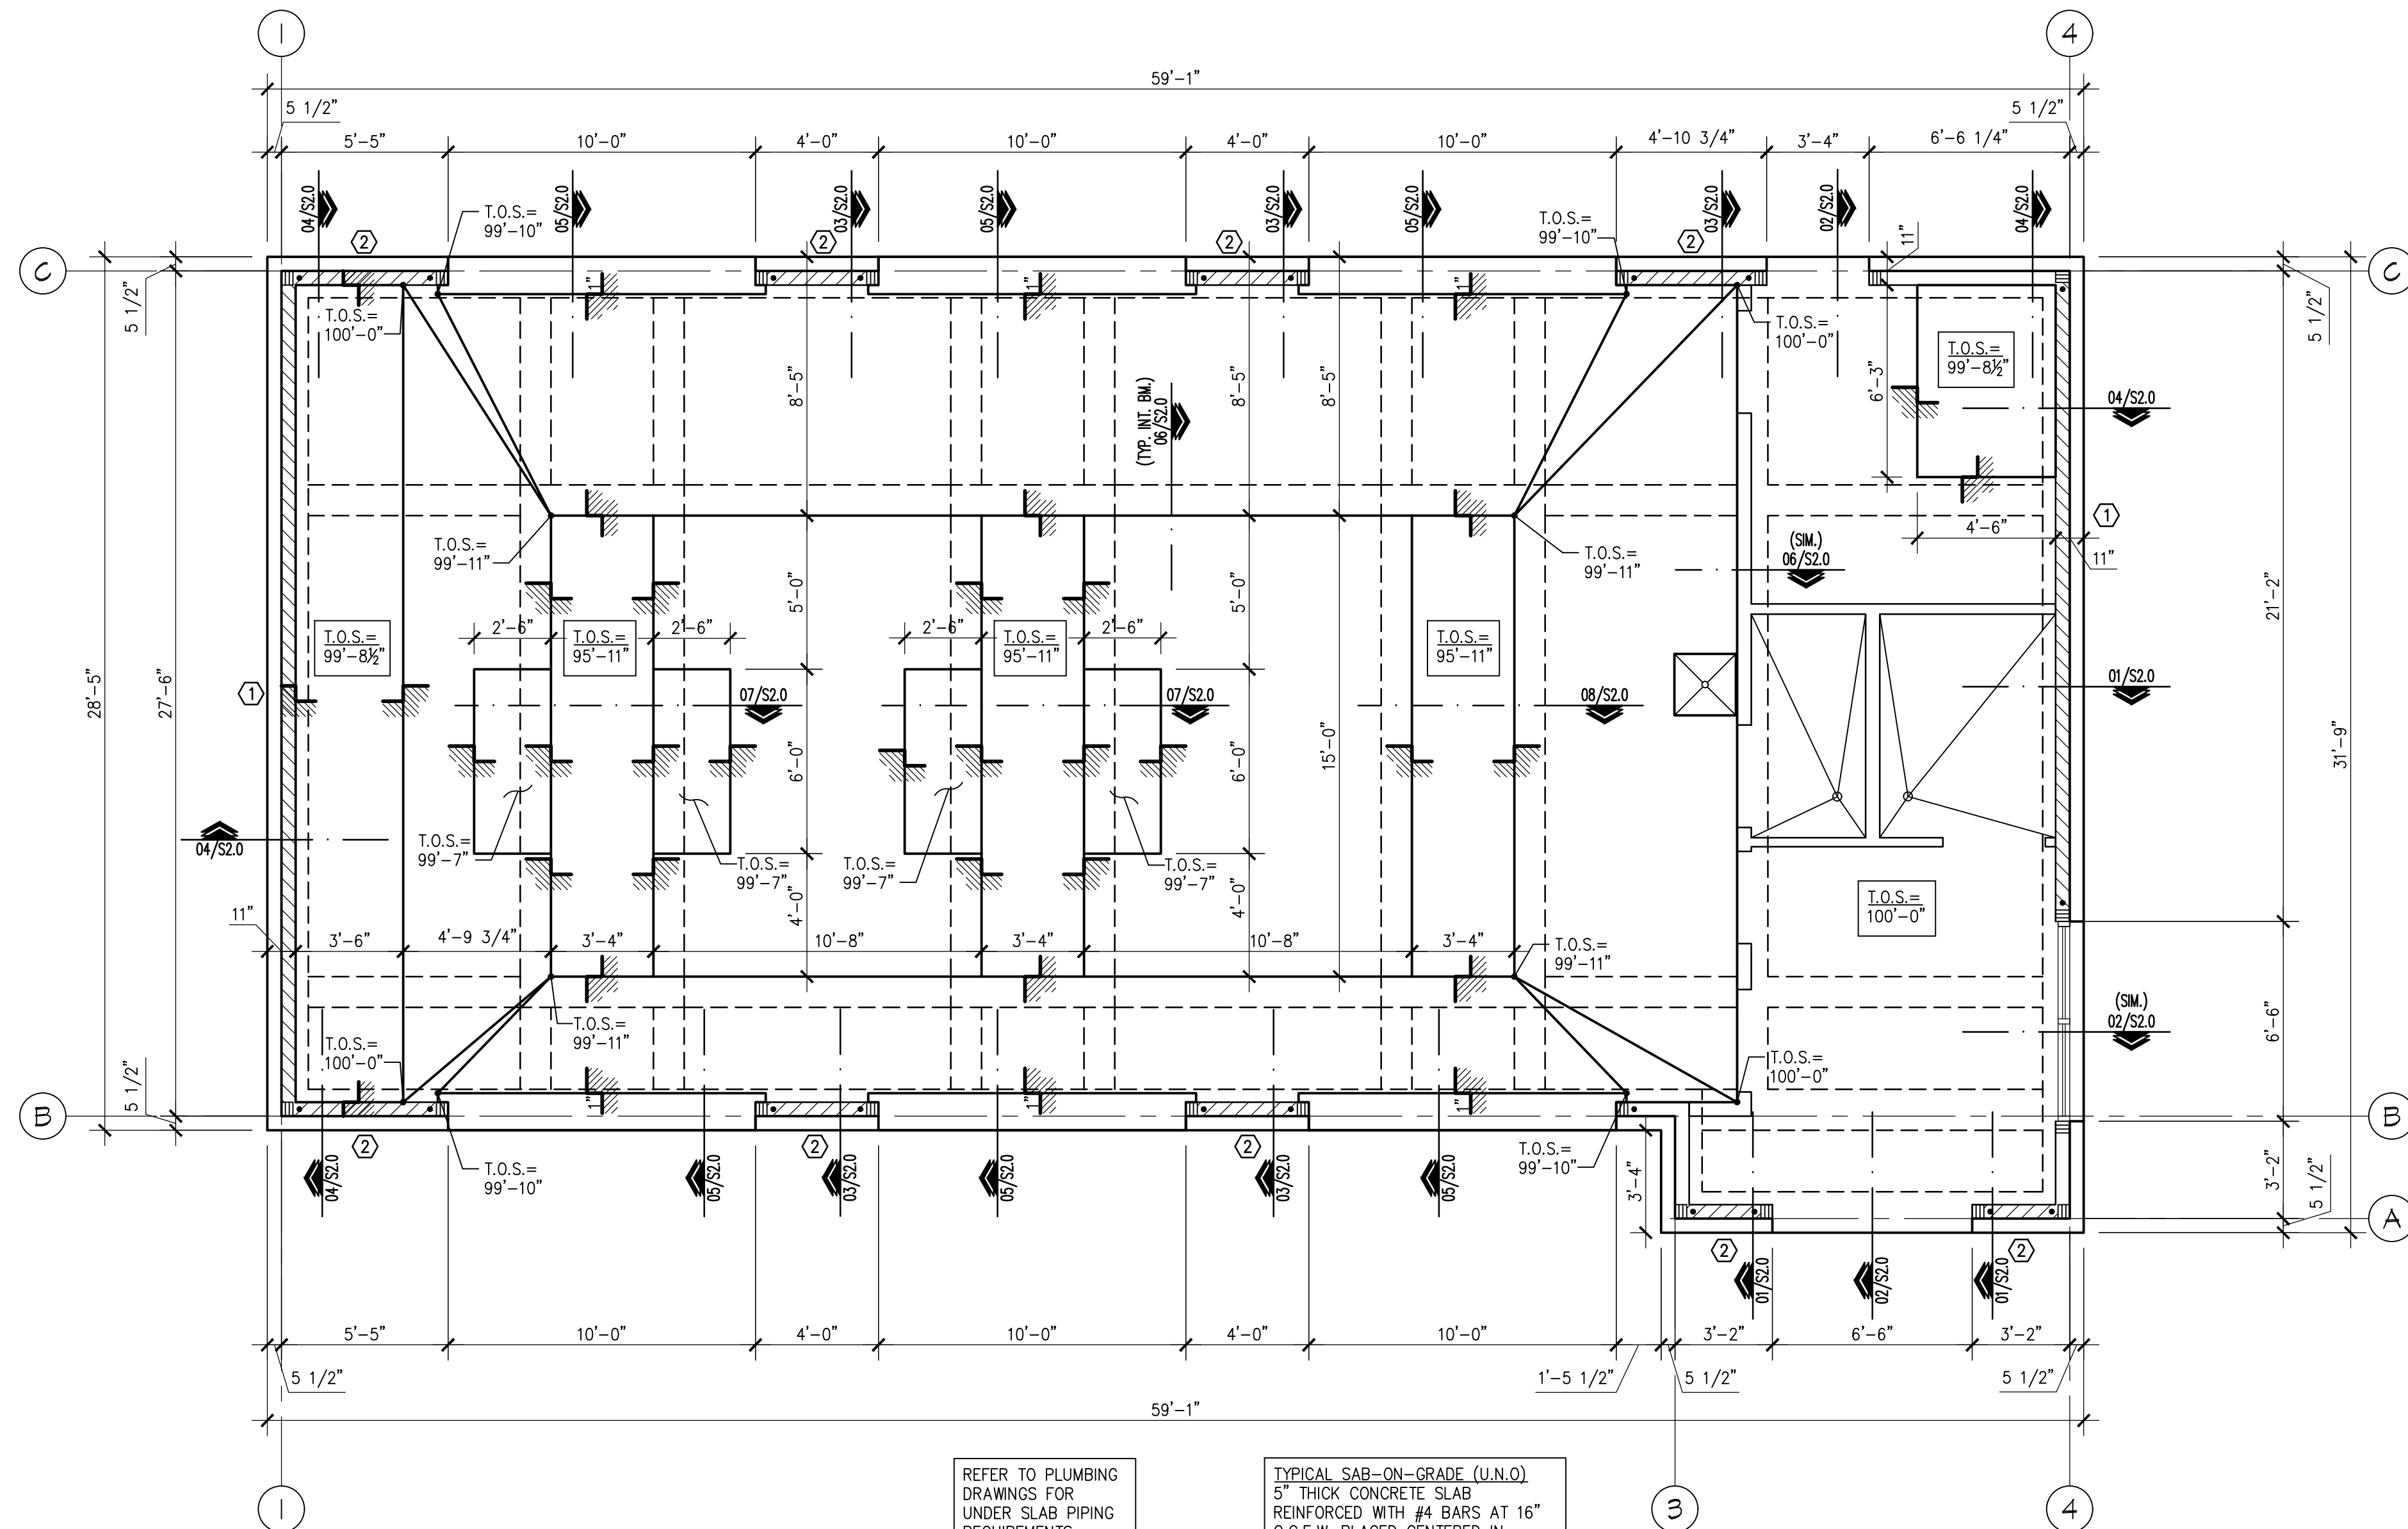 1
4
59'-1"
5 1/2"
5 1/2"
5'-5"
10'-0"
4'-0"
10'-0"
4'-0"
10'-0"
4'-10 3/4"
3'-4"
6'-6 1/4"
04/S2.0
05/S2.0
03/S2.0
05/S2.0
03/S2.0
05/S2.0
03/S2.0
02/S2.0
04/S2.0
T.O.S.=
99'-10"
T.O.S.=
99'-10"
2
2
2
2
11"
C
C
5 1/2"
5 1/2"
1"
1"
1"
T.O.S.=
100'-0"
T.O.S.=
100'-0"
T.O.S.=
99'-8½"
8'-5"
8'-5"
8'-5"
6'-3"
(TYP. INT. BM.)
06/S2.0
04/S2.0
T.O.S.=
99'-11"
T.O.S.=
99'-11"
4'-6"
1
11"
(SIM.)
06/S2.0
5'-0"
5'-0"
21'-2"
T.O.S.=
99'-8½"
2'-6"
T.O.S.=
95'-11"
2'-6"
2'-6"
T.O.S.=
95'-11"
2'-6"
T.O.S.=
95'-11"
1
28'-5"
27'-6"
07/S2.0
07/S2.0
08/S2.0
01/S2.0
31'-9"
6'-0"
6'-0"
15'-0"
04/S2.0
T.O.S.=
99'-7"
T.O.S.=
99'-7"
T.O.S.=
99'-7"
T.O.S.=
99'-7"
T.O.S.=
100'-0"
4'-0"
4'-0"
11"
3'-6"
4'-9 3/4"
3'-4"
10'-8"
3'-4"
10'-8"
3'-4"
T.O.S.=
99'-11"
T.O.S.=
99'-11"
(SIM.)
02/S2.0
6'-6"
T.O.S.=
100'-0"
T.O.S.=
100'-0"
5 1/2"
1"
1"
1"
B
B
2
2
2
T.O.S.=
99'-10"
T.O.S.=
99'-10"
04/S2.0
05/S2.0
03/S2.0
05/S2.0
03/S2.0
05/S2.0
3'-4"
3'-2"
5 1/2"
A
2
2
01/S2.0
02/S2.0
01/S2.0
5'-5"
10'-0"
4'-0"
10'-0"
4'-0"
10'-0"
3'-2"
6'-6"
3'-2"
5 1/2"
1'-5 1/2"
5 1/2"
5 1/2"
59'-1"
REFER TO PLUMBING
DRAWINGS FOR
UNDER SLAB PIPING
REQUIREMENTS
TYPICAL SAB-ON-GRADE (U.N.O)
5" THICK CONCRETE SLAB
REINFORCED WITH #4 BARS AT 16"
O.C.E.W. PLACED CENTERED IN
1
3
4